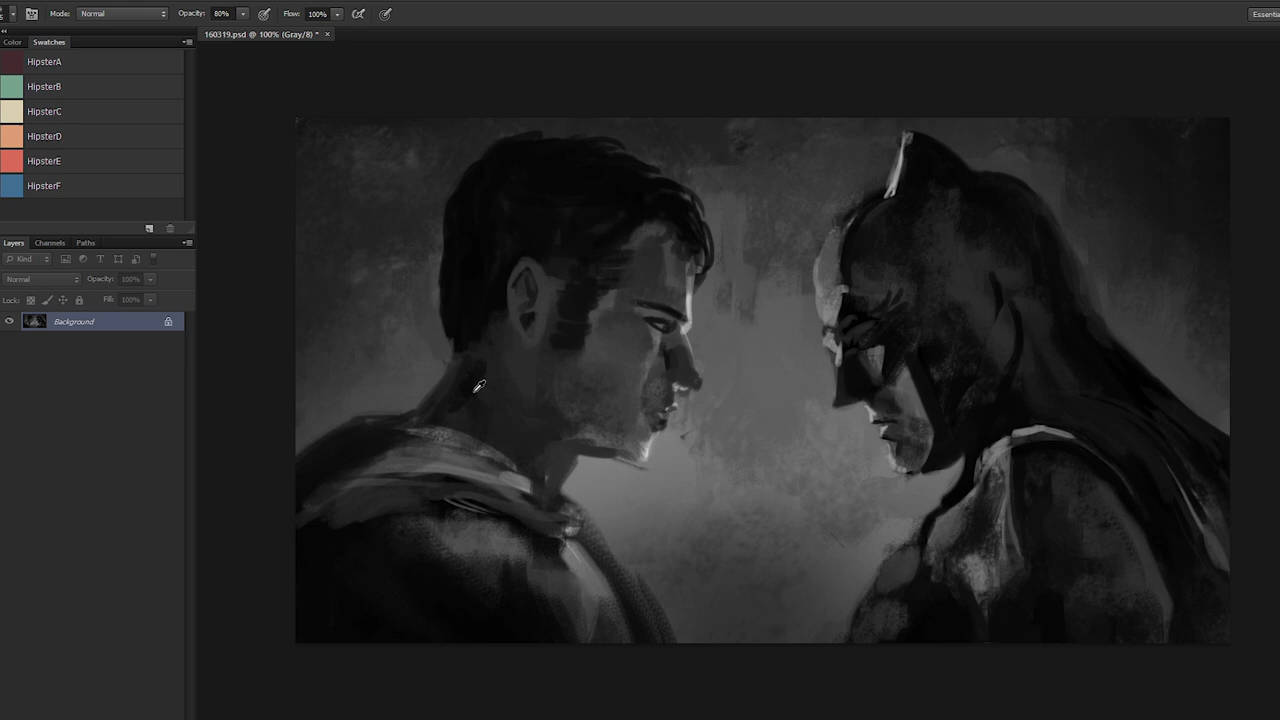 Mode: Normal Opacity: 80% Flow: 100% Essentia
160319.psd @ 100% (Gray/8) * ×
Color Swatches
HipsterA
HipsterB
HipsterC
HipsterD
HipsterE
HipsterF
Layers Channels Paths
Kind
Normal Opacity: 100%
Lock: Fill: 100%
Background